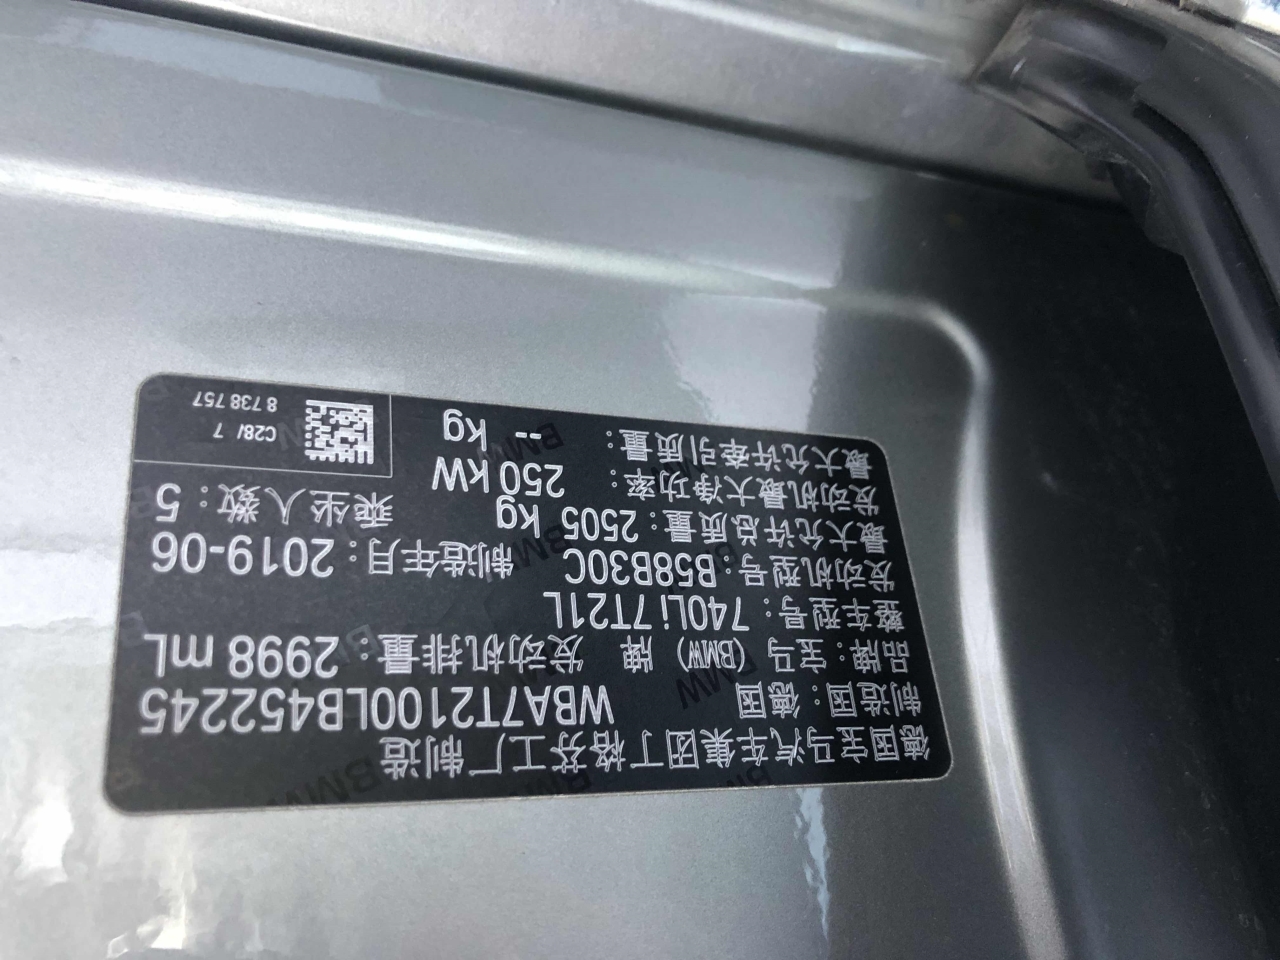 德国宝马汽车集团丁格芬工厂 制造
制造国：德国 WBA7T2100LB452245
品牌：宝马 (BMW) 牌 发动机排量：2998 mL
整车型号：740Li 7T21L
发动机型号：B58B30C 制造年月：2019-06
最大允许总质量：2505 kg 乘坐人数：5
发动机最大净功率：250 kW
最大允许牵引质量：-- kg
C28/ 7
8 738 757